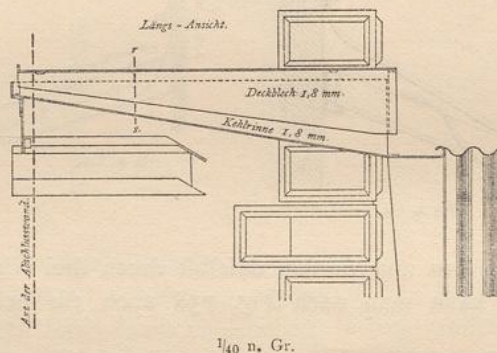 Längs-Ansicht.
r
Deckblech 1,8 mm.
Kehlrinne 1,8 mm.
s.
Axe der Abschlusswand.
1/40 n. Gr.